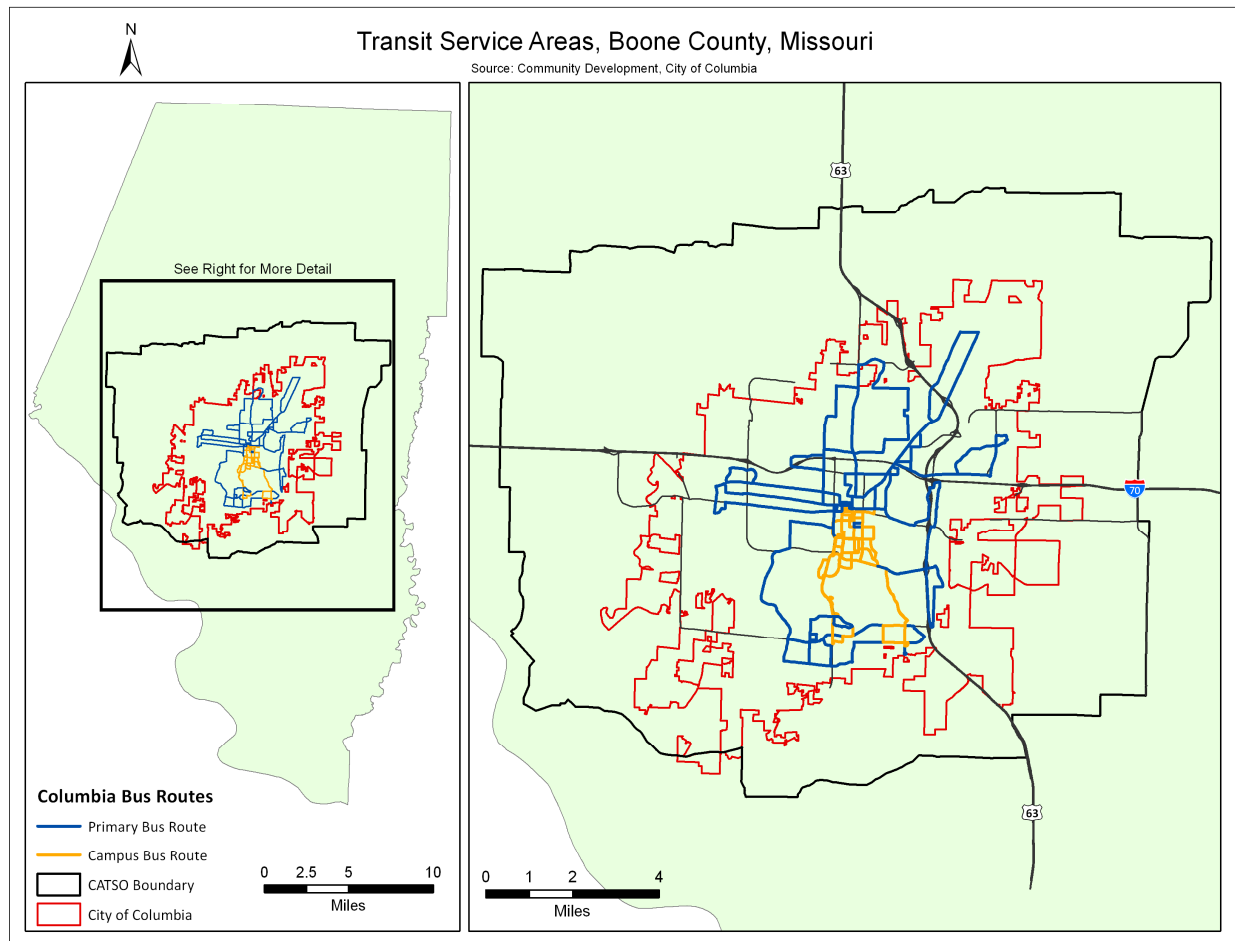 N
Transit Service Areas, Boone County, Missouri
Source: Community Development, City of Columbia
See Right for More Detail
63
70
63
Columbia Bus Routes
Primary Bus Route
Campus Bus Route
CATSO Boundary
City of Columbia
0 2.5 5 10
Miles
0 1 2 4
Miles